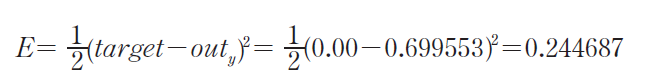 E= 1/2(target−out_y)²= 1/2(0.00−0.699553)²=0.244687